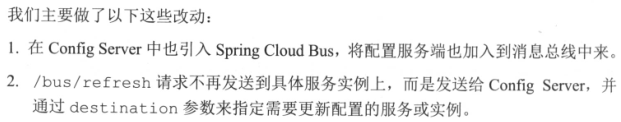 我们主要做了以下这些改动：
1. 在 Config Server 中也引入 Spring Cloud Bus，将配置服务端也加入到消息总线中来。
2. /bus/refresh 请求不再发送到具体服务实例上，而是发送给 Config Server，并
通过 destination 参数来指定需要更新配置的服务或实例。